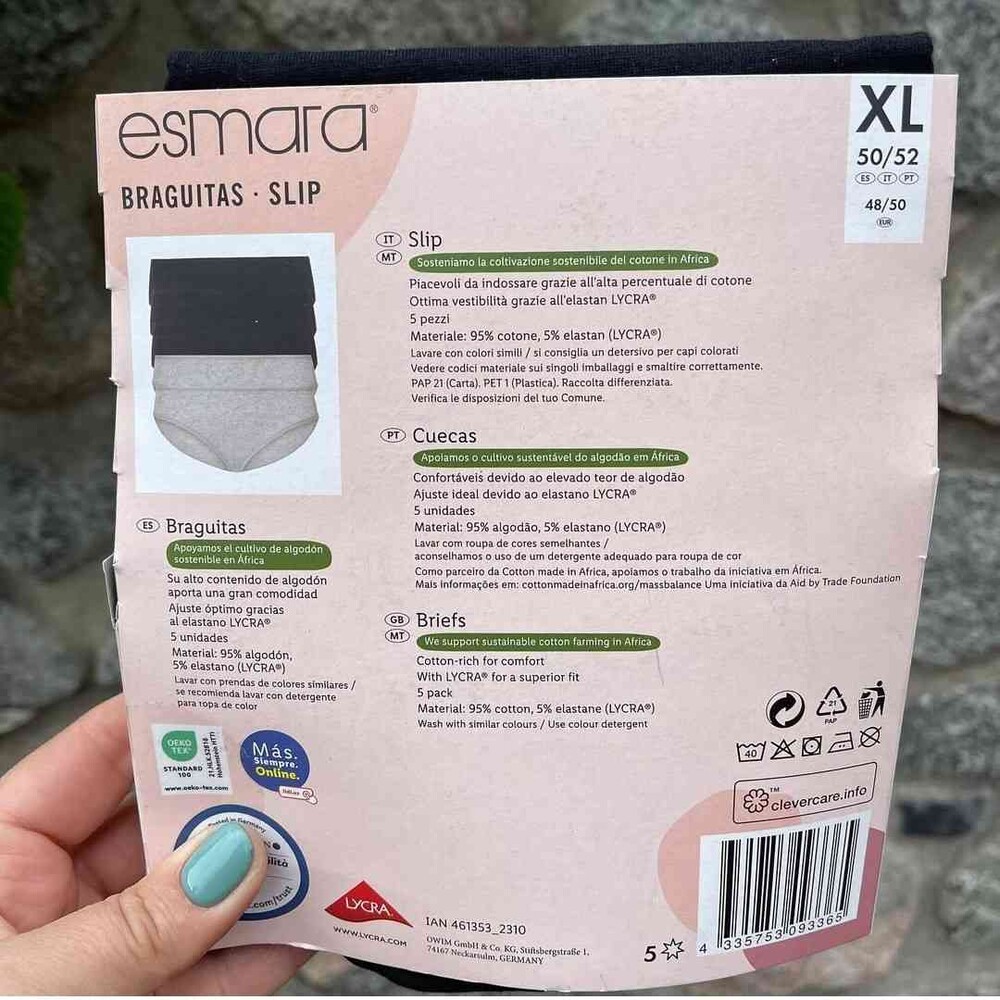 esmara®
BRAGUITAS · SLIP
XL
50/52
ES IT PT
48/50
EUR
IT MT Slip
Sosteniamo la coltivazione sostenibile del cotone in Africa
Piacevoli da indossare grazie all'alta percentuale di cotone
Ottima vestibilità grazie all'elastan LYCRA®
5 pezzi
Materiale: 95% cotone, 5% elastan (LYCRA®)
Lavare con colori simili / si consiglia un detersivo per capi colorati
Vedere codici materiale sui singoli imballaggi e smaltire correttamente.
PAP 21 (Carta). PET 1 (Plastica). Raccolta differenziata.
Verifica le disposizioni del tuo Comune.
PT Cuecas
Apoiamos o cultivo sustentável do algodão em África
Confortáveis devido ao elevado teor de algodão
Ajuste ideal devido ao elastano LYCRA®
5 unidades
Material: 95% algodão, 5% elastano (LYCRA®)
Lavar com roupa de cores semelhantes /
aconselhamos o uso de um detergente adequado para roupa de cor
Como parceiro da Cotton made in Africa, apoiamos o trabalho da iniciativa em África.
Mais informações em: cottonmadeinafrica.org/massbalance Uma iniciativa da Aid by Trade Foundation
ES Braguitas
Apoyamos el cultivo de algodón
sostenible en África
Su alto contenido de algodón
aporta una gran comodidad
Ajuste óptimo gracias
al elastano LYCRA®
5 unidades
Material: 95% algodón,
5% elastano (LYCRA®)
Lavar con prendas de colores similares /
se recomienda lavar con detergente
para ropa de color
GB MT Briefs
We support sustainable cotton farming in Africa
Cotton-rich for comfort
With LYCRA® for a superior fit
5 pack
Material: 95% cotton, 5% elastane (LYCRA®)
Wash with similar colours / Use colour detergent
OEKO
TEX®
STANDARD
100
Hohenstein HTTI
www.oeko-tex.com
Más.
Siempre.
Online.
lidl.es
in Germany
.com/trust
LYCRA
WWW.LYCRA.COM
IAN 461353_2310
OWIM GmbH & Co. KG, Stiftsbergstraße 1,
74167 Neckarsulm, GERMANY
21
PAP
40
clevercare.info™
5
4 335753 093365